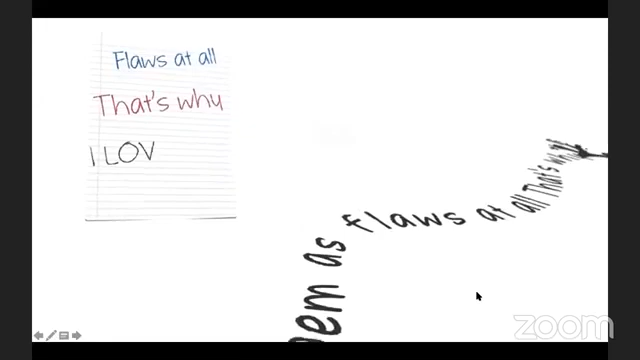 Flaws at all
That's why
I LOV
em as flaws at all That's why
zoom